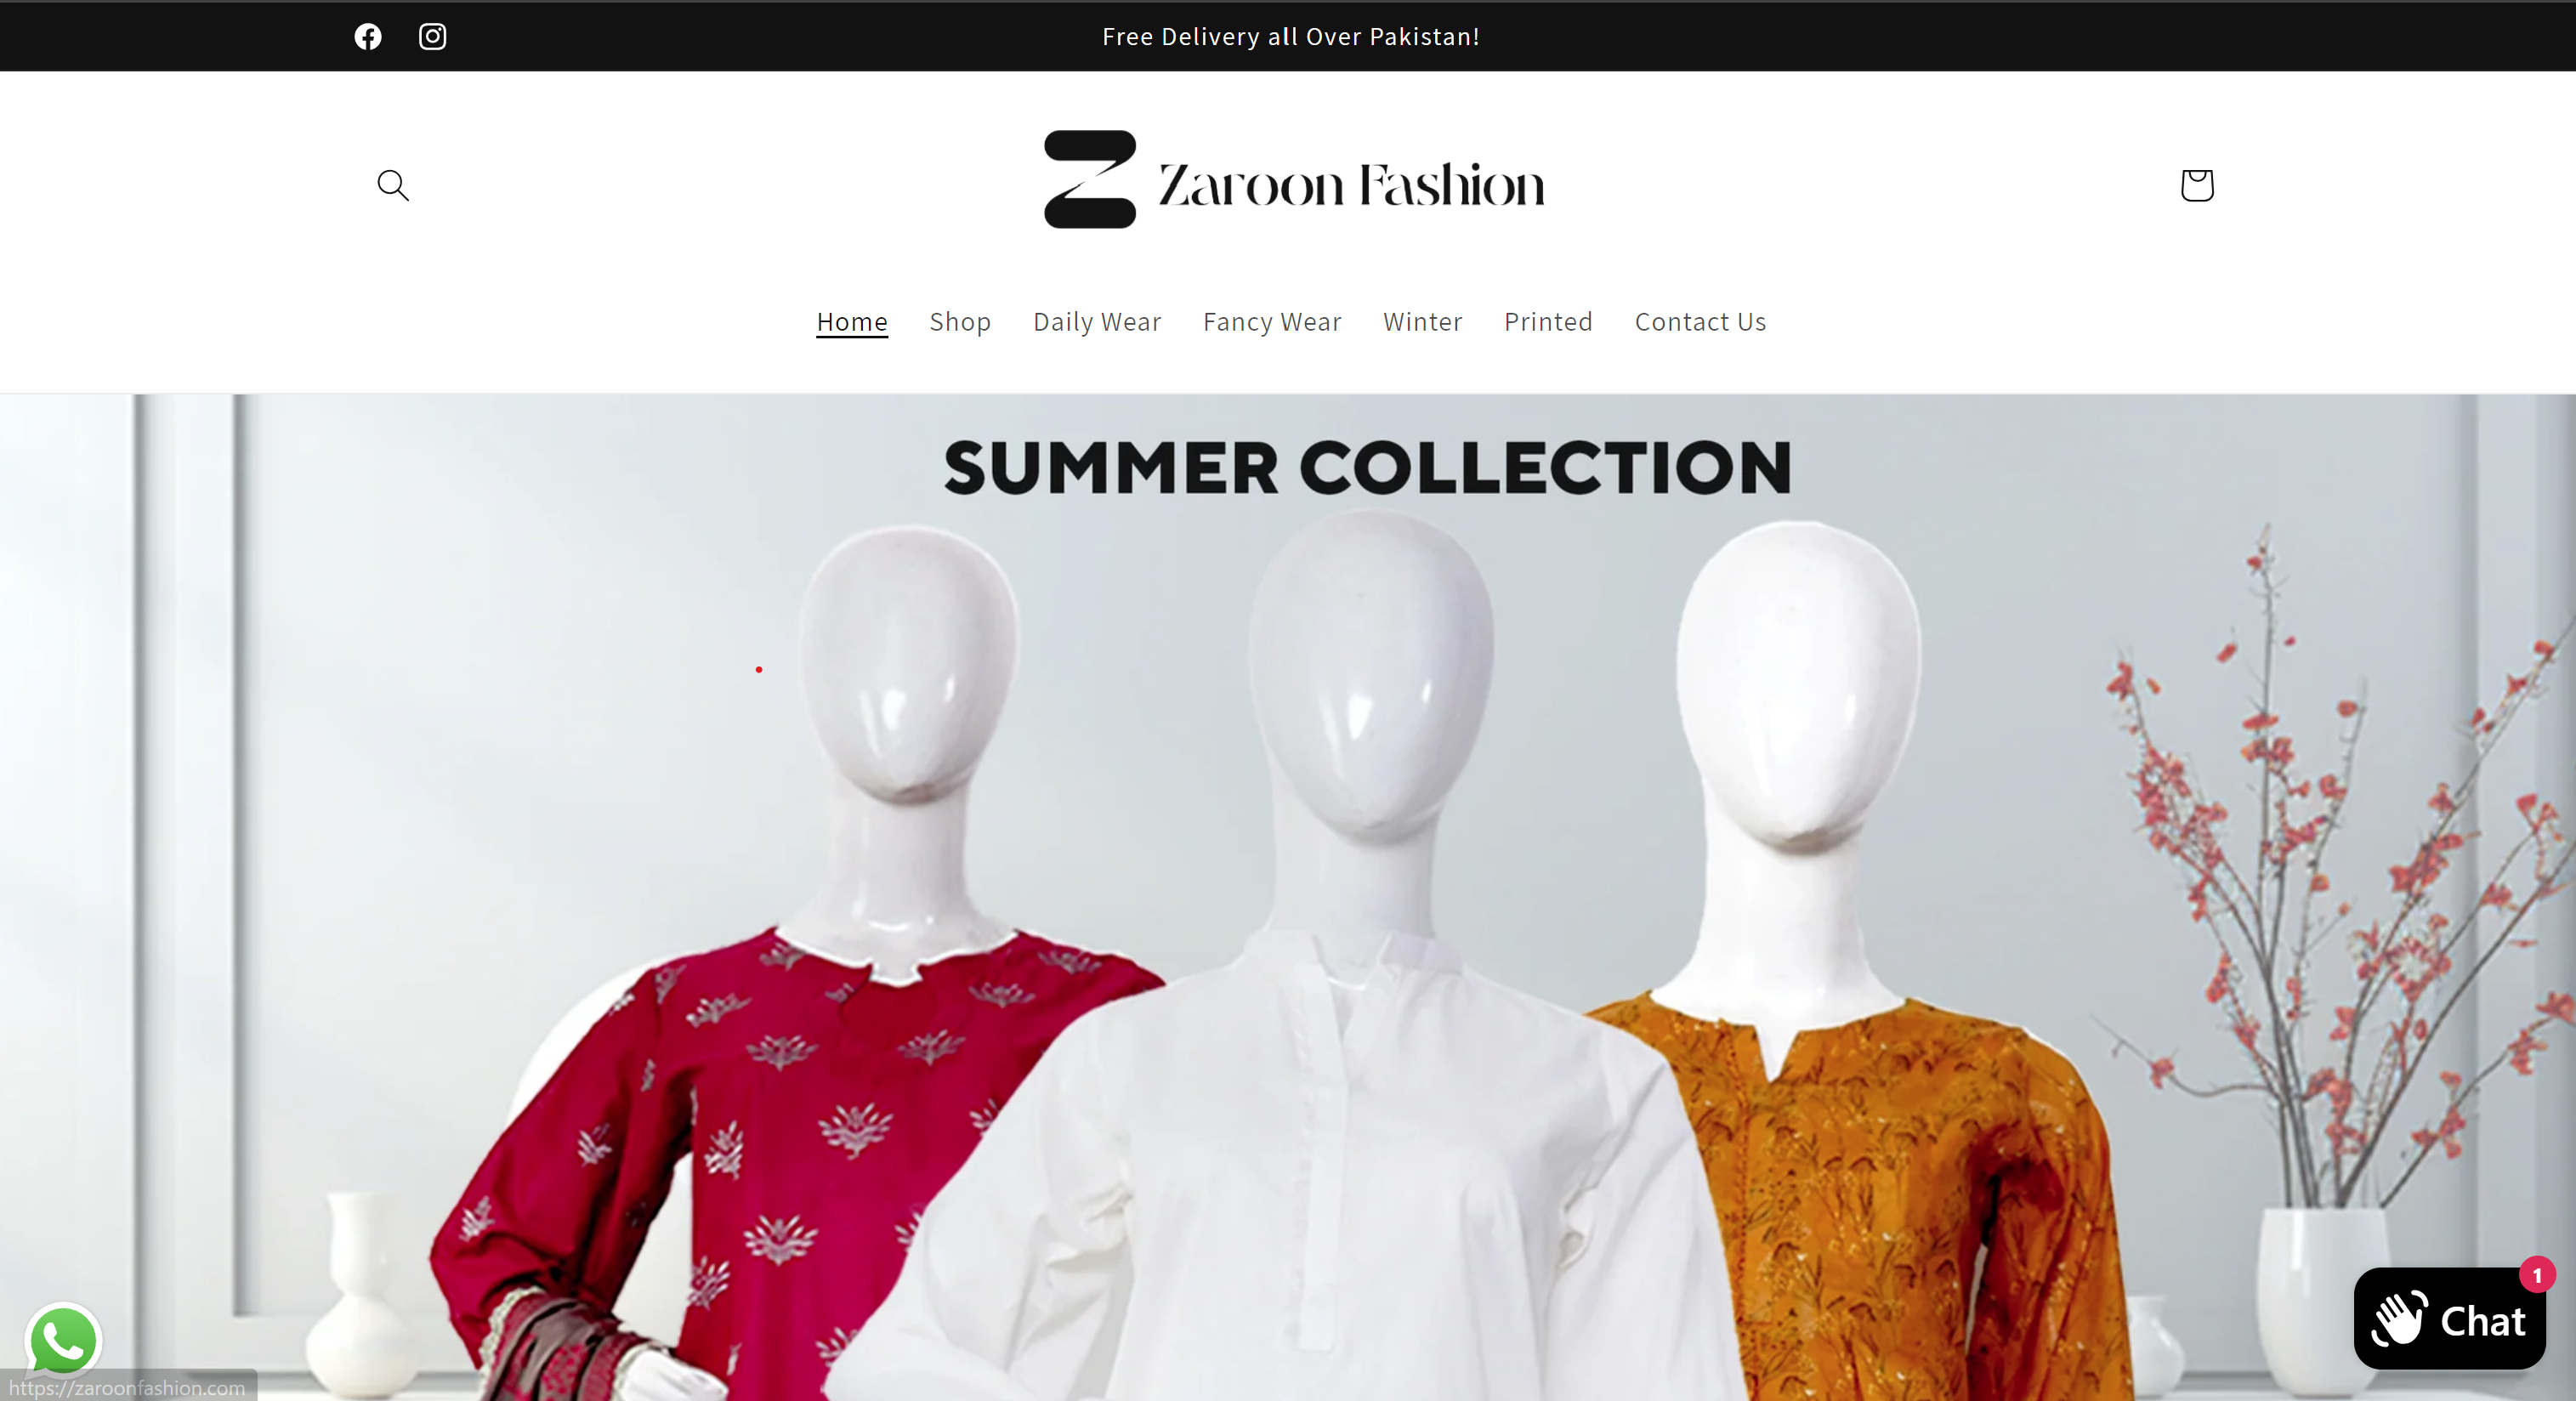 Free Delivery all Over Pakistan!
Zaroon Fashion
Home Shop Daily Wear Fancy Wear Winter Printed Contact Us
SUMMER COLLECTION
1
Chat
https://zaroonfashion.com